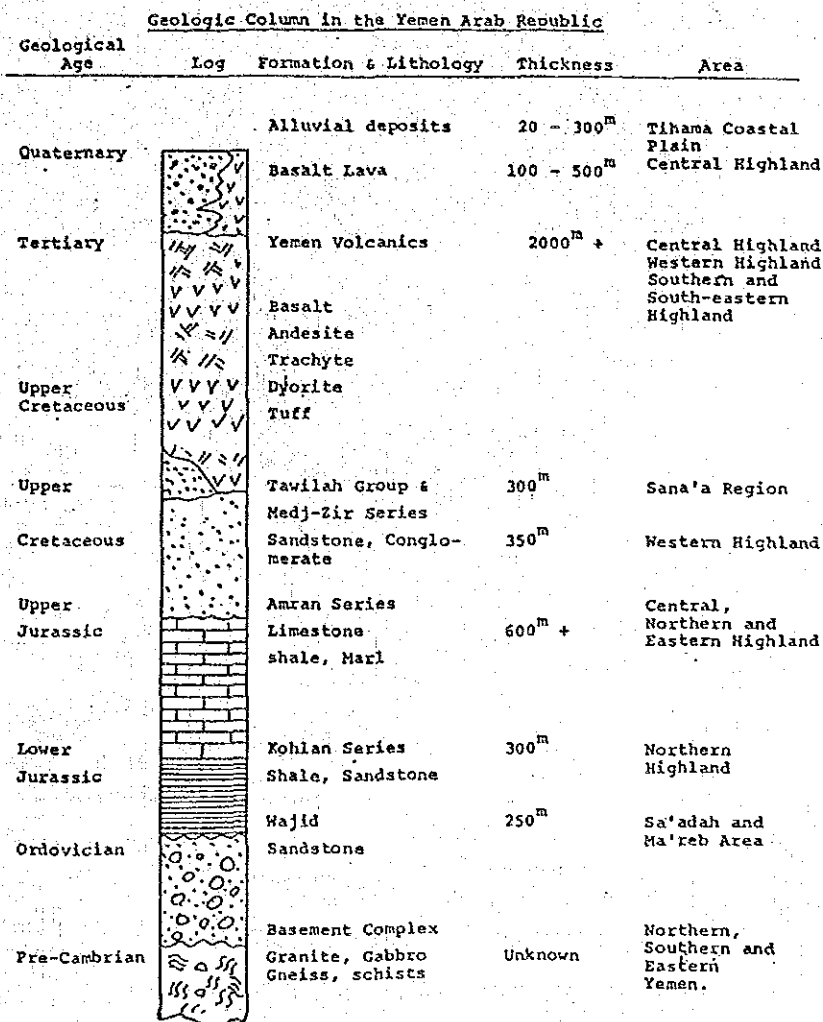 Geologic Column in the Yemen Arab Republic
Geological Age Log Formation & Lithology Thickness Area
Alluvial deposits 20 - 300m Tihama Coastal Plain
Quaternary
Basalt Lava 100 - 500m Central Highland
Tertiary Yemen Volcanics 2000m + Central Highland
Western Highland
Southern and
South-eastern
Basalt Highland
Andesite
Trachyte
Upper Dyorite
Cretaceous Tuff
Upper Tawilah Group & 300m Sana'a Region
Medj-Zir Series
Cretaceous Sandstone, Conglo- 350m Western Highland
merate
Upper Amran Series Central,
Northern and
Jurassic Limestone 600m + Eastern Highland
shale, Marl
Lower Kohlan Series 300m Northern
Jurassic Shale, Sandstone Highland
Wajid 250m Sa'adah and
Ordovician Sandstone Ma'reb Area
Basement Complex Northern,
Pre-Cambrian Granite, Gabbro Unknown Southern and
Gneiss, schists Eastern
Yemen.